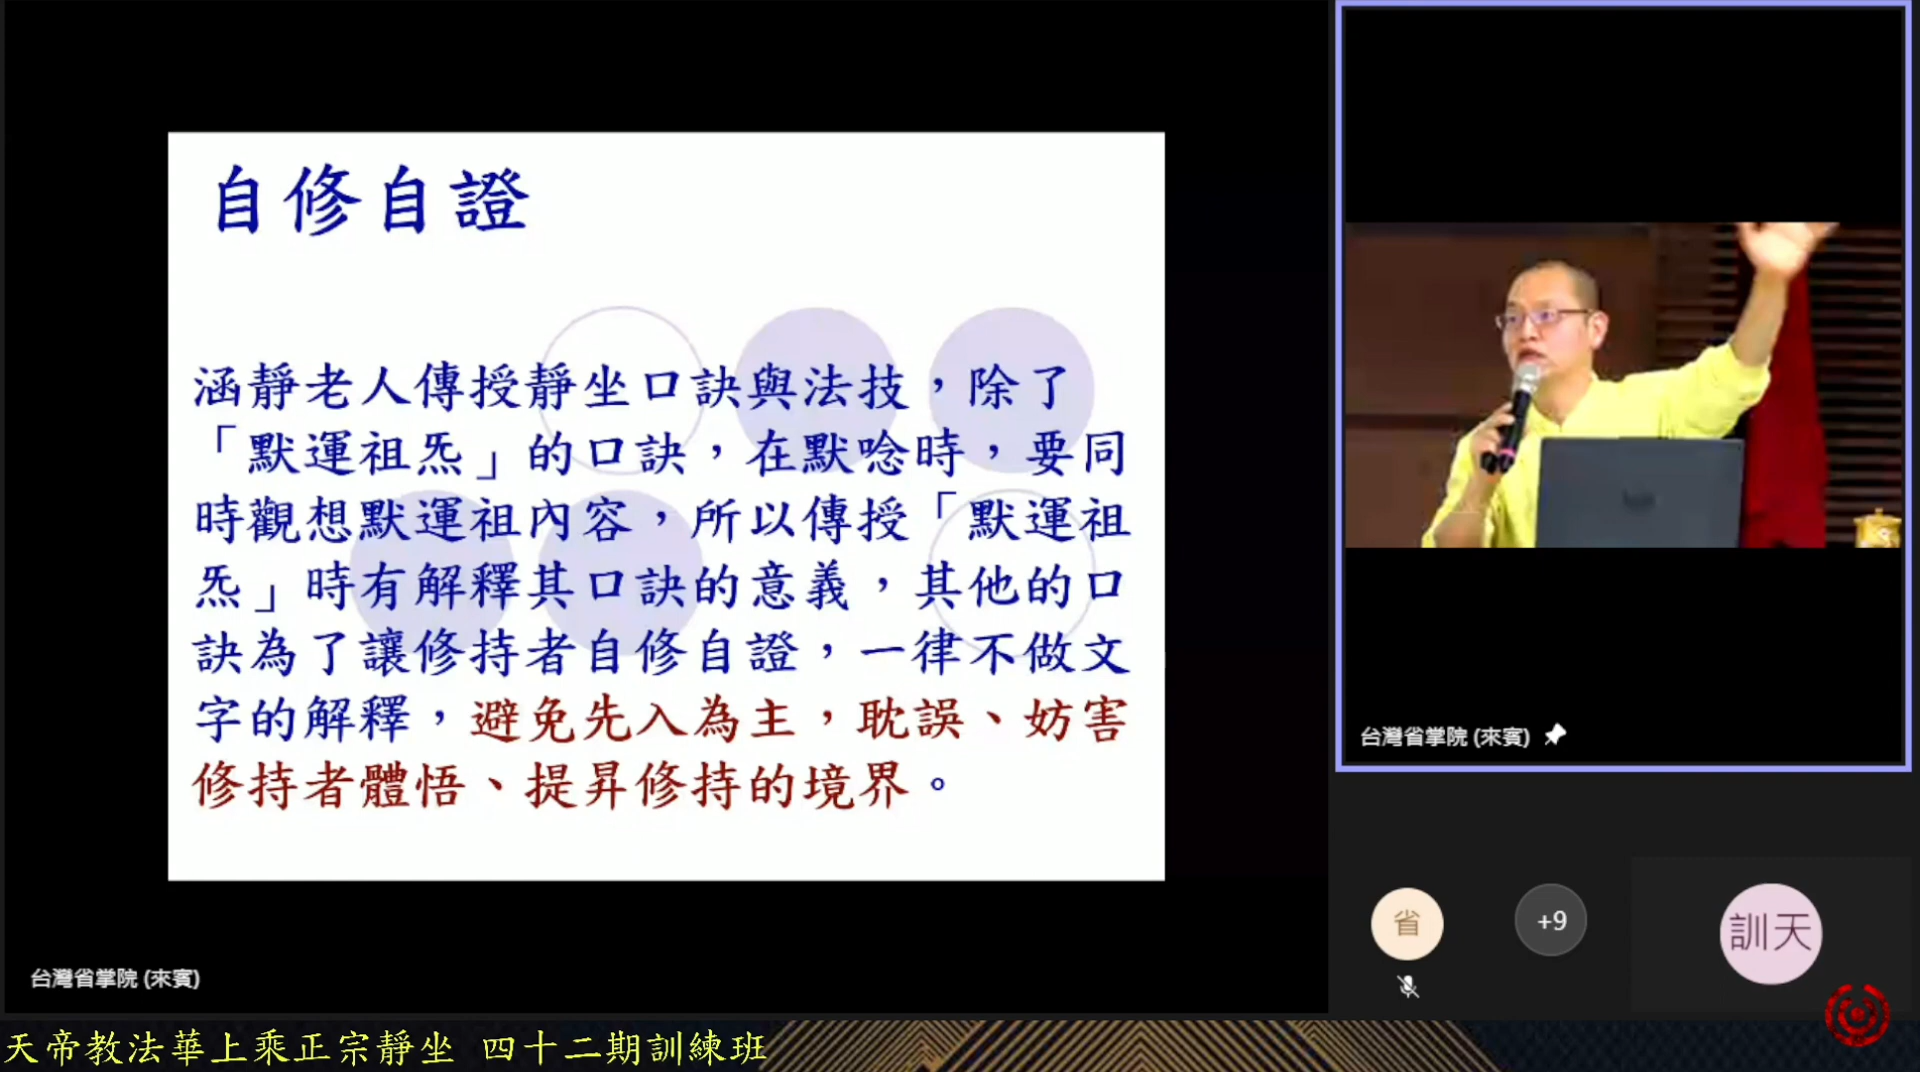 自修自證
涵靜老人傳授靜坐口訣與法技，除了
「默運祖炁」的口訣，在默唸時，要同
時觀想默運祖內容，所以傳授「默運祖
炁」時有解釋其口訣的意義，其他的口
訣為了讓修持者自修自證，一律不做文
字的解釋，避免先入為主，耽誤、妨害
修持者體悟、提昇修持的境界。
台灣省掌院 (來賓)
台灣省掌院 (來賓)
省
+9
訓天
天帝教法華上乘正宗靜坐 四十二期訓練班